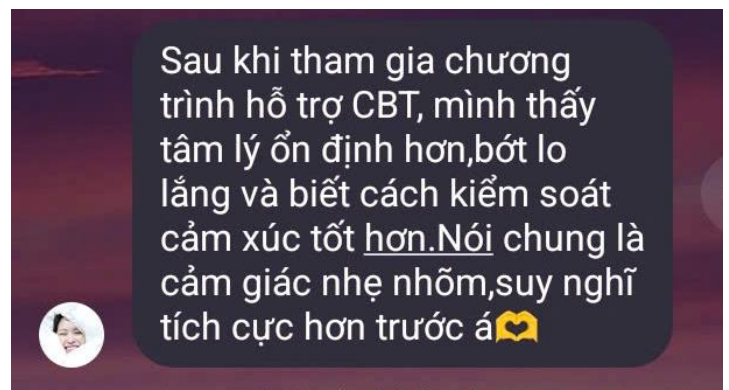 Sau khi tham gia chương
trình hỗ trợ CBT, mình thấy
tâm lý ổn định hơn,bớt lo
lắng và biết cách kiểm soát
cảm xúc tốt hơn.Nói chung là
cảm giác nhẹ nhõm,suy nghĩ
tích cực hơn trước á🫶